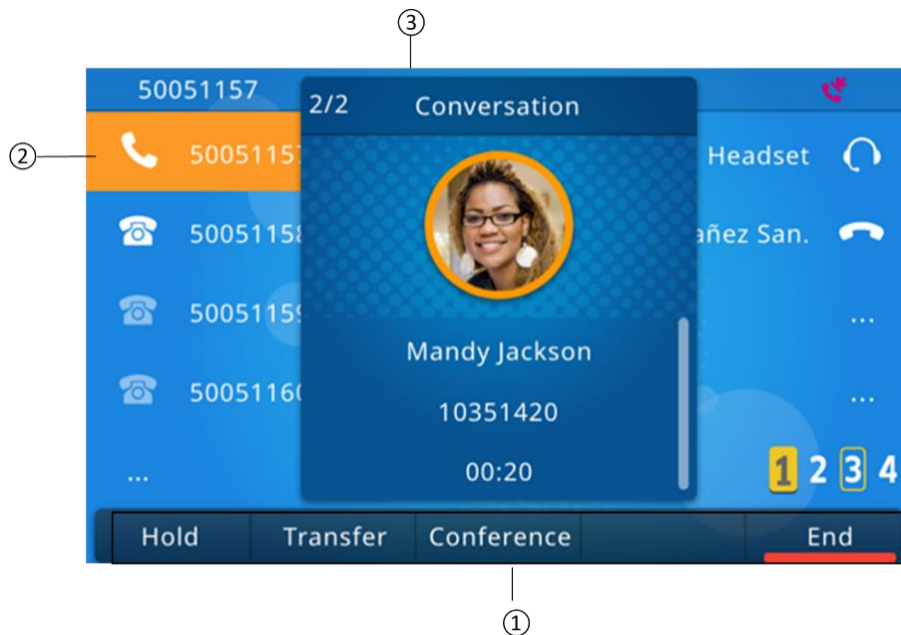 ③
50051157
2/2 Conversation
②
50051157
Headset
50051158
añez San.
50051159
...
50051160
...
Mandy Jackson
10351420
00:20
...
1 2 3 4
Hold Transfer Conference End
①